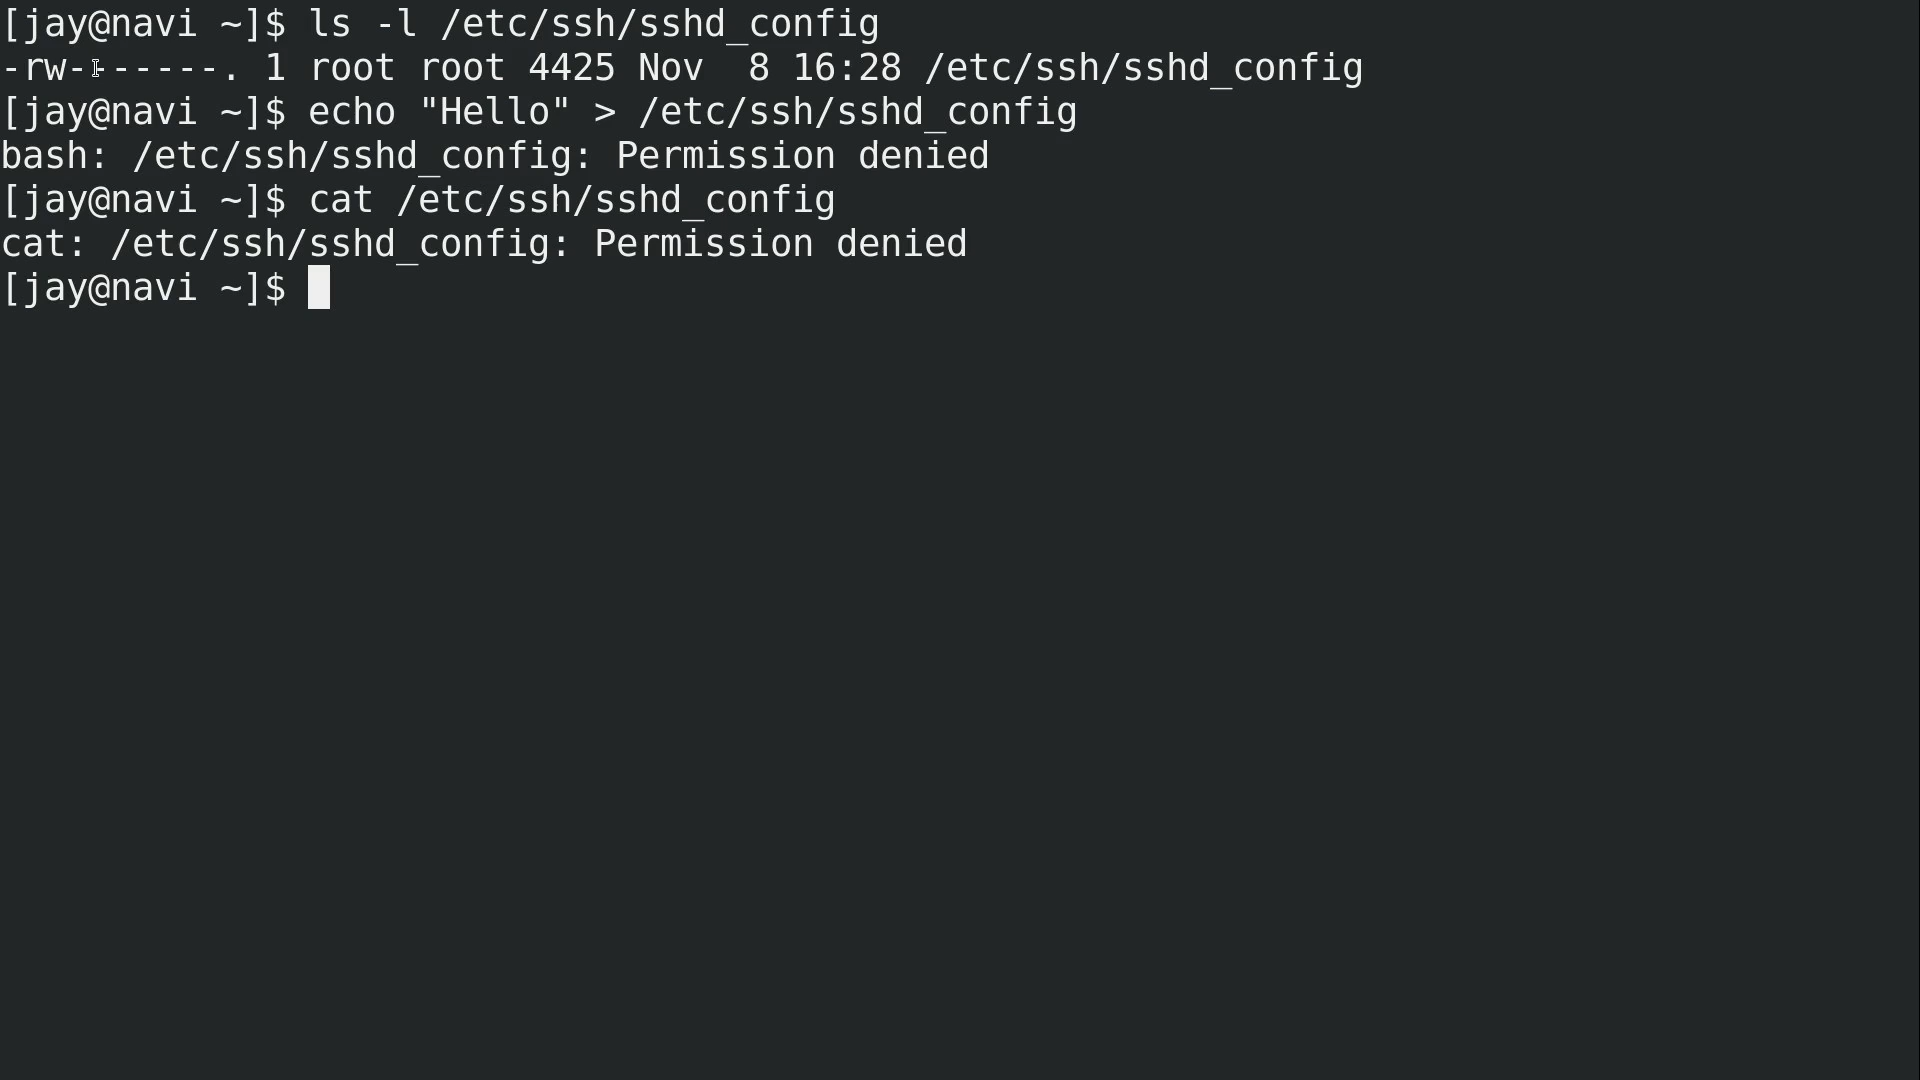 [jay@navi ~]$ ls -l /etc/ssh/sshd_config
-rw-------. 1 root root 4425 Nov  8 16:28 /etc/ssh/sshd_config
[jay@navi ~]$ echo "Hello" > /etc/ssh/sshd_config
bash: /etc/ssh/sshd_config: Permission denied
[jay@navi ~]$ cat /etc/ssh/sshd_config
cat: /etc/ssh/sshd_config: Permission denied
[jay@navi ~]$